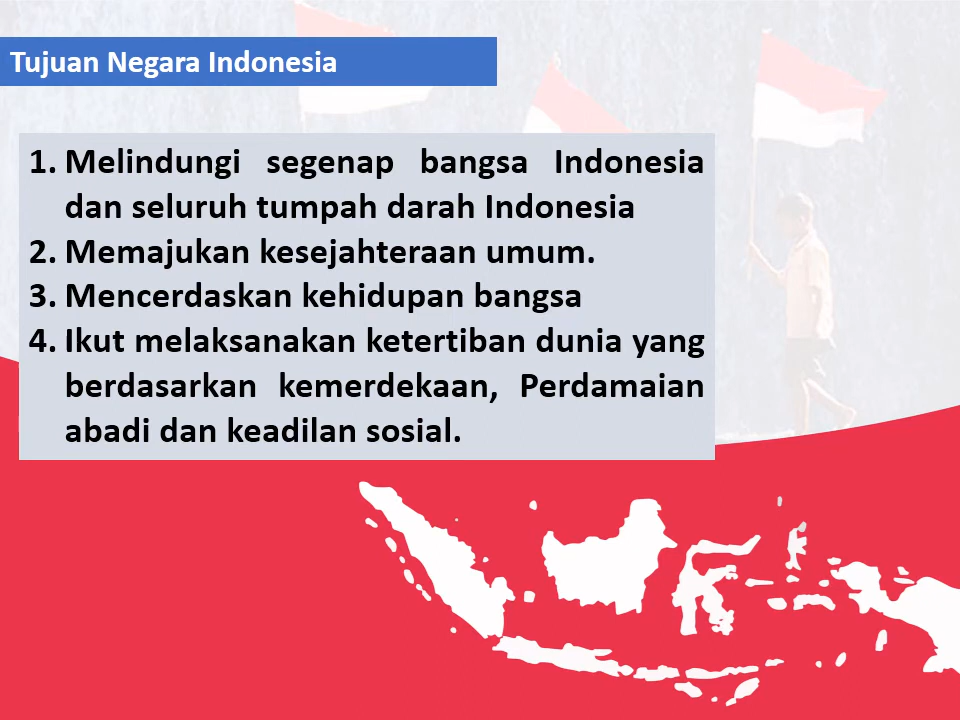 Tujuan Negara Indonesia
1. Melindungi segenap bangsa Indonesia
dan seluruh tumpah darah Indonesia
2. Memajukan kesejahteraan umum.
3. Mencerdaskan kehidupan bangsa
4. Ikut melaksanakan ketertiban dunia yang
berdasarkan kemerdekaan, Perdamaian
abadi dan keadilan sosial.